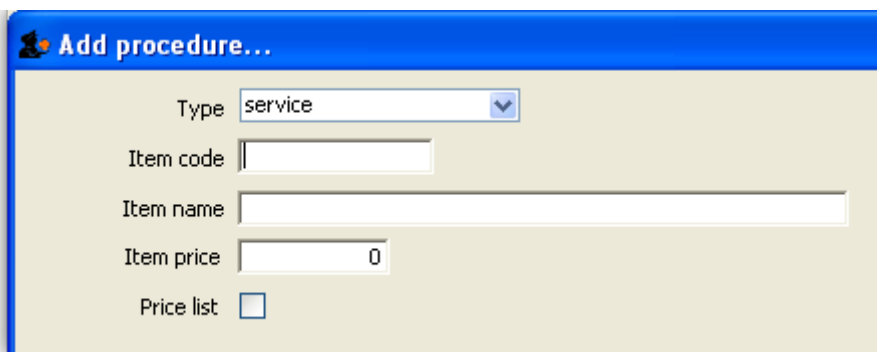 Add procedure...
Type service
Item code
Item name
Item price 0
Price list